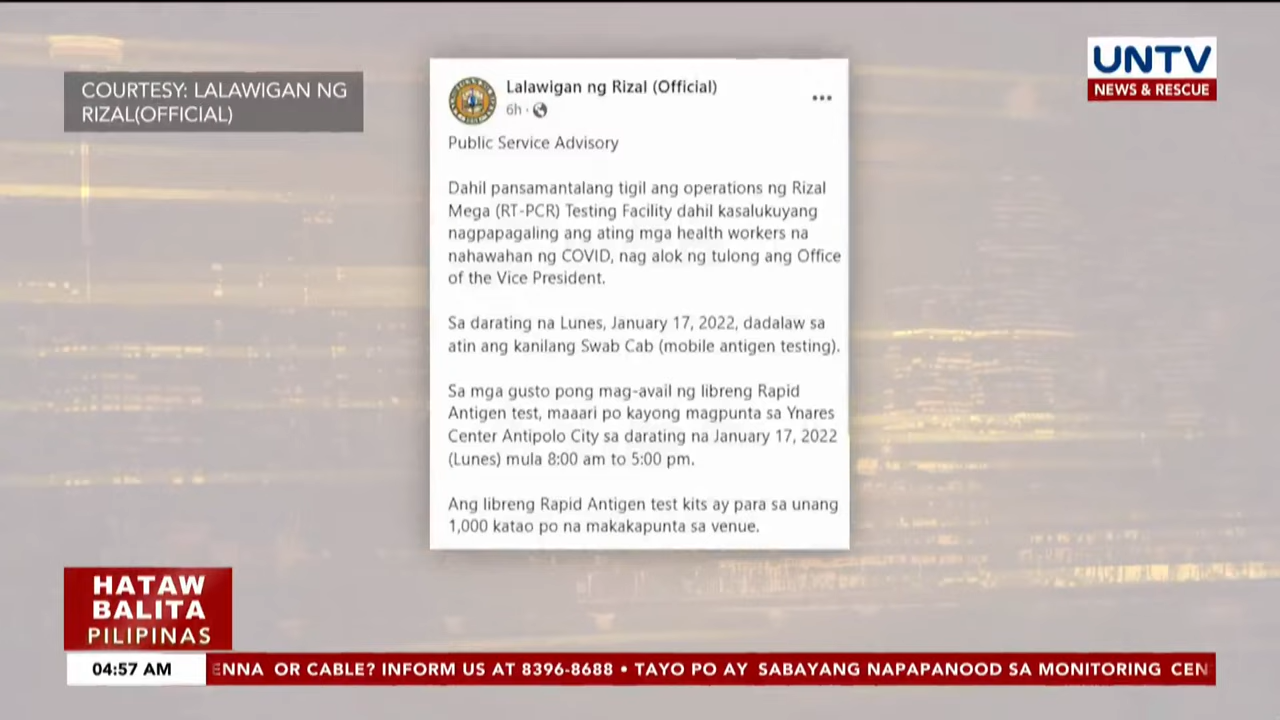 COURTESY: LALAWIGAN NG
RIZAL(OFFICIAL)
UNTV
NEWS & RESCUE
Lalawigan ng Rizal (Official)
6h ·
Public Service Advisory
Dahil pansamantalang tigil ang operations ng Rizal
Mega (RT-PCR) Testing Facility dahil kasalukuyang
nagpapagaling ang ating mga health workers na
nahawahan ng COVID, nag alok ng tulong ang Office
of the Vice President.
Sa darating na Lunes, January 17, 2022, dadalaw sa
atin ang kanilang Swab Cab (mobile antigen testing).
Sa mga gusto pong mag-avail ng libreng Rapid
Antigen test, maaari po kayong magpunta sa Ynares
Center Antipolo City sa darating na January 17, 2022
(Lunes) mula 8:00 am to 5:00 pm.
Ang libreng Rapid Antigen test kits ay para sa unang
1,000 katao po na makakapunta sa venue.
HATAW
BALITA
PILIPINAS
04:57 AM
ENNA OR CABLE? INFORM US AT 8396-8688 • TAYO PO AY SABAYANG NAPAPANOOD SA MONITORING CEN